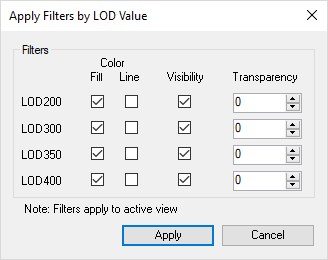 Apply Filters by LOD Value
Filters
Color
Fill Line Visibility Transparency
LOD200 0
LOD300 0
LOD350 0
LOD400 0
Note: Filters apply to active view
Apply Cancel